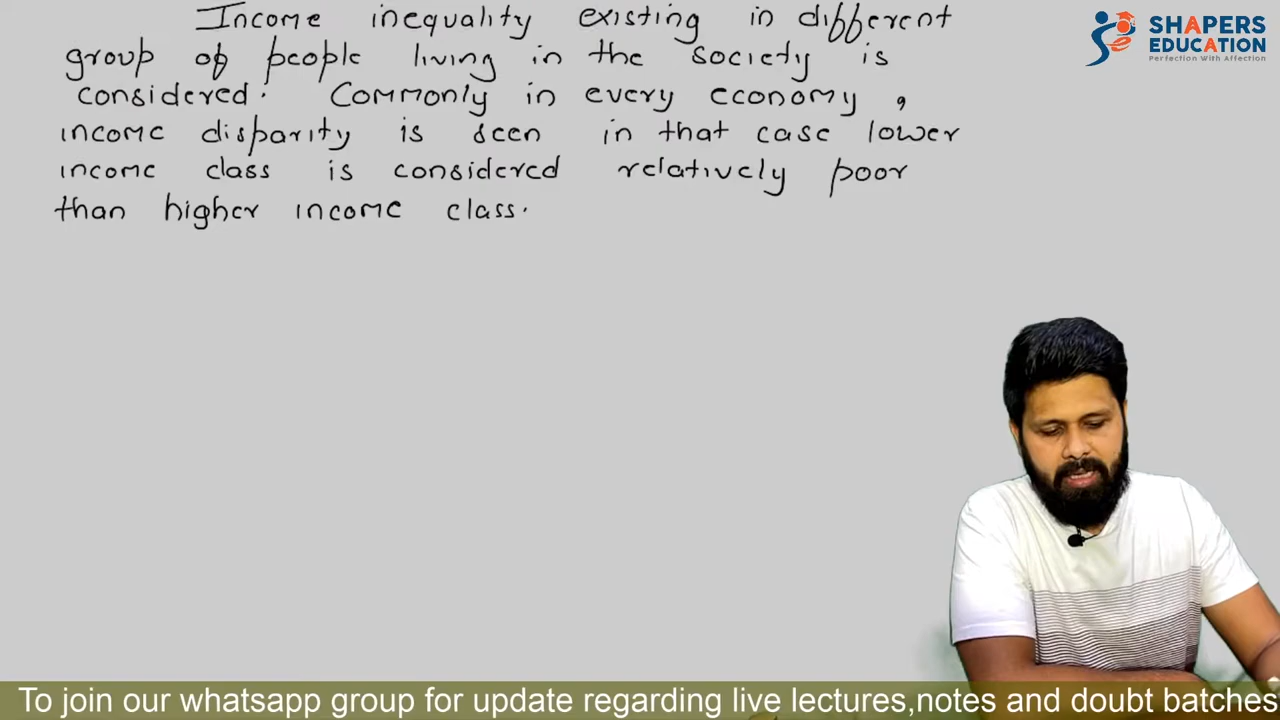 Income inequality existing in different
group of people living in the society is
considered. Commonly in every economy,
income disparity is seen in that case lower
income class is considered relatively poor
than higher income class.
SHAPERS
EDUCATION
Perfection With Affection
To join our whatsapp group for update regarding live lectures,notes and doubt batches